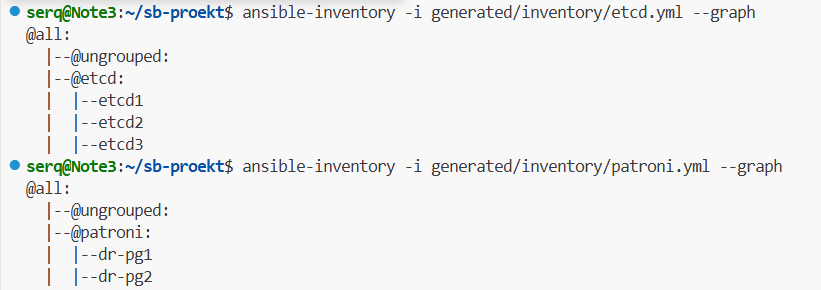 serq@Note3:~/sb-proekt$ ansible-inventory -i generated/inventory/etcd.yml --graph
@all:
  |--@ungrouped:
  |--@etcd:
  |  |--etcd1
  |  |--etcd2
  |  |--etcd3
serq@Note3:~/sb-proekt$ ansible-inventory -i generated/inventory/patroni.yml --graph
@all:
  |--@ungrouped:
  |--@patroni:
  |  |--dr-pg1
  |  |--dr-pg2